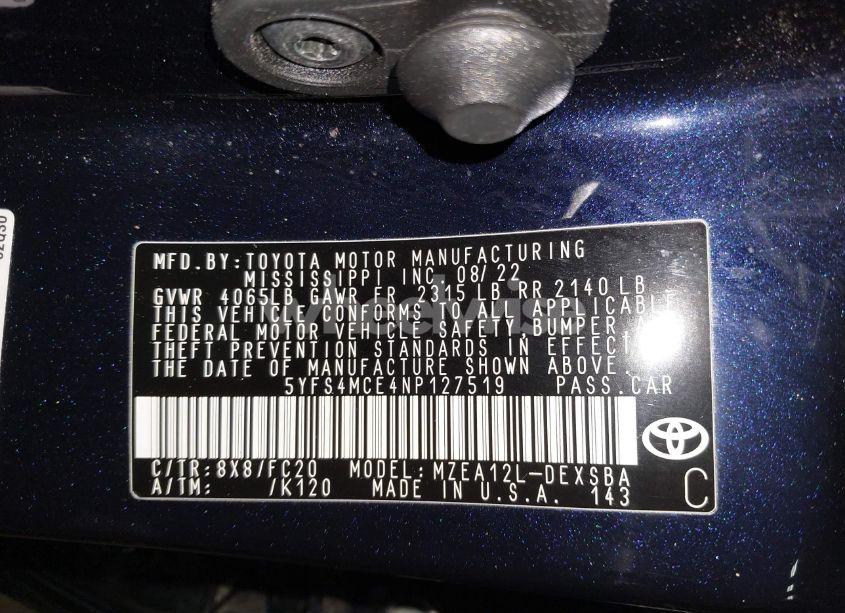 MFD.BY:TOYOTA MOTOR MANUFACTURING
MISSISSIPPI INC. 08/22
GVWR 4065LB GAWR FR 2315 LB RR 2140 LB
THIS VEHICLE CONFORMS TO ALL APPLICABLE
FEDERAL MOTOR VEHICLE SAFETY BUMPER
THEFT PREVENTION STANDARDS IN EFFECT
THE DATE OF MANUFACTURE SHOWN ABOVE.
5YFS4MCE4NP127519 PASS.CAR
C/TR:8X8/FC20 MODEL:MZEA12L-DEXSBA
A/TM: /K120 MADE IN U.S.A. 143
C